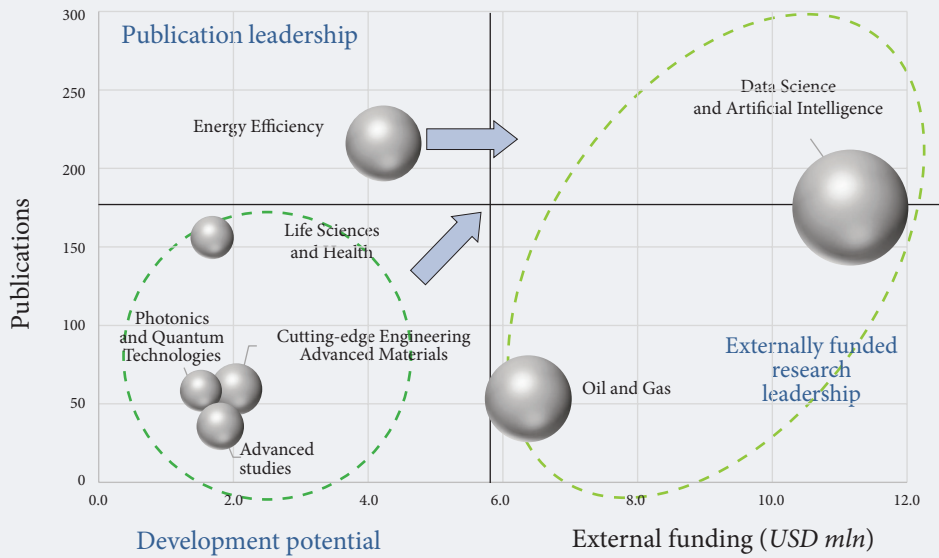 Publication leadership
Data Science
and Artificial Intelligence
Energy Efficiency
Life Sciences
and Health
Photonics
and Quantum
Technologies
Cutting-edge Engineering
Advanced Materials
Advanced
studies
Oil and Gas
Externally funded
research
leadership
Publications
300
250
200
150
100
50
0
0.0
2.0
4.0
6.0
8.0
10.0
12.0
Development potential
External funding (USD mln)